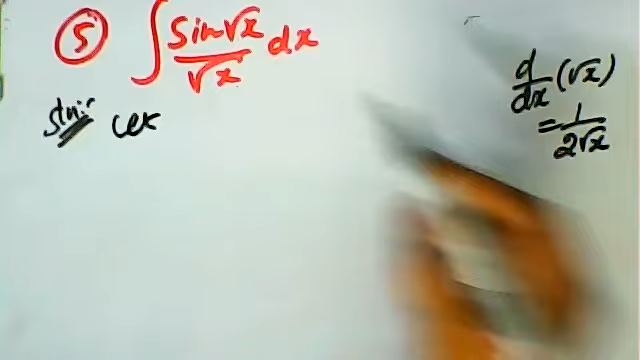 ⑤ ∫ sin√x / √x dx
d/dx (√x)
= 1 / 2√x